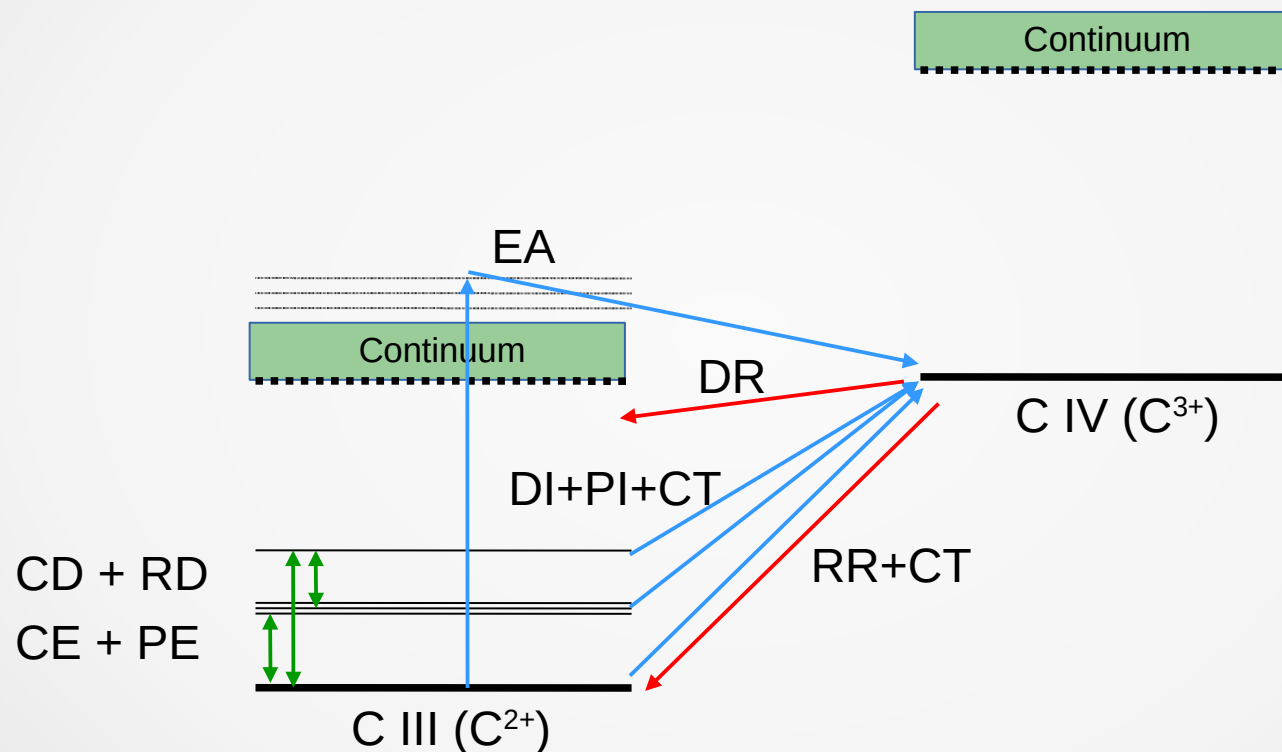 Continuum
EA
Continuum
DR
C IV (C³⁺)
DI+PI+CT
CD + RD
RR+CT
CE + PE
C III (C²⁺)